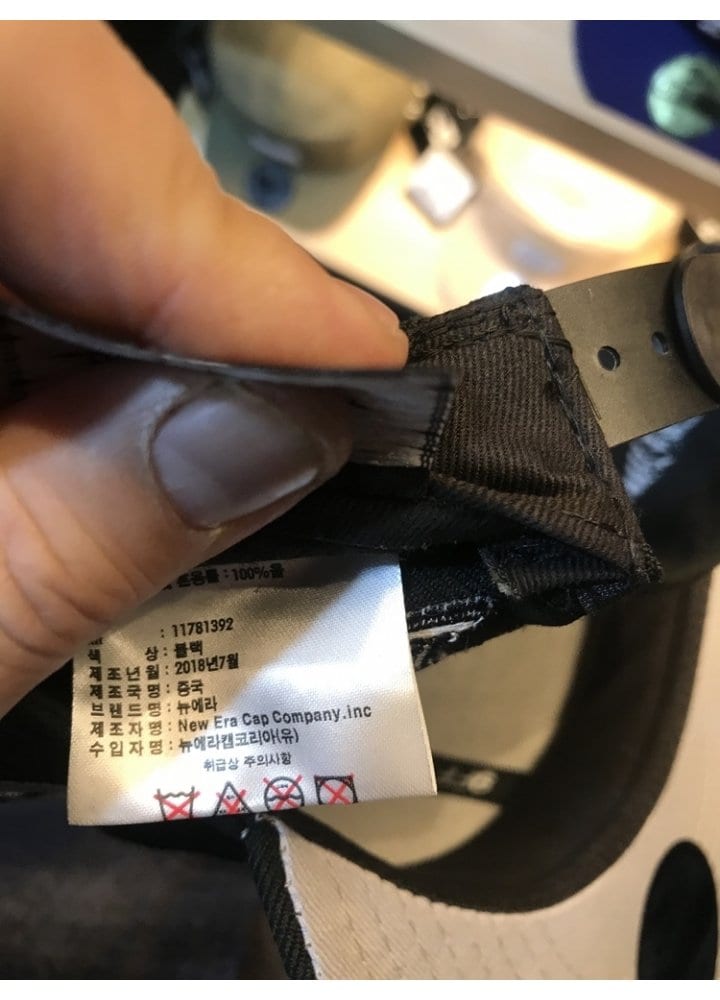 혼용률 : 100%울
: 11781392
색 상 : 블랙
제조년월 : 2018년7월
제조국명 : 중국
브랜드명 : 뉴에라
제조자명 : New Era Cap Company.inc
수입자명 : 뉴에라캡코리아(유)
취급상 주의사항